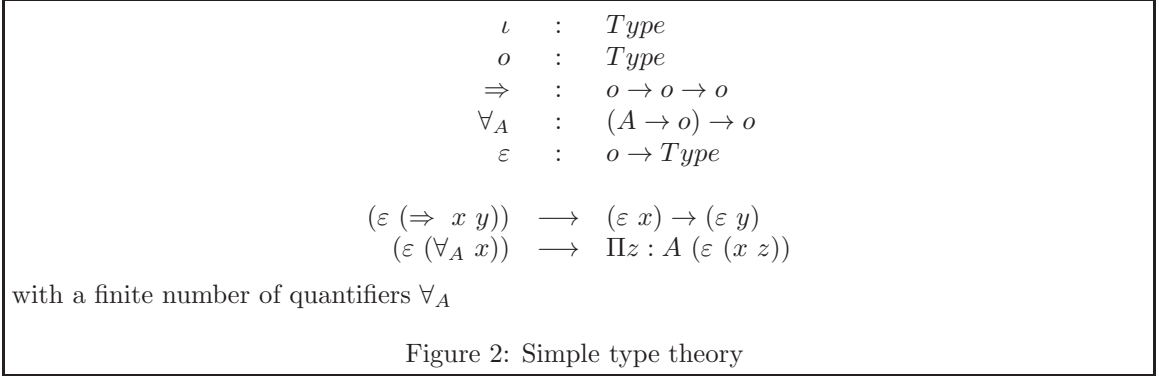 ι : Type
o : Type
⇒ : o → o → o
∀_A : (A → o) → o
ε : o → Type
(ε (⇒ x y)) ⟶ (ε x) → (ε y)
(ε (∀_A x)) ⟶ Πz : A (ε (x z))
with a finite number of quantifiers ∀_A
Figure 2: Simple type theory